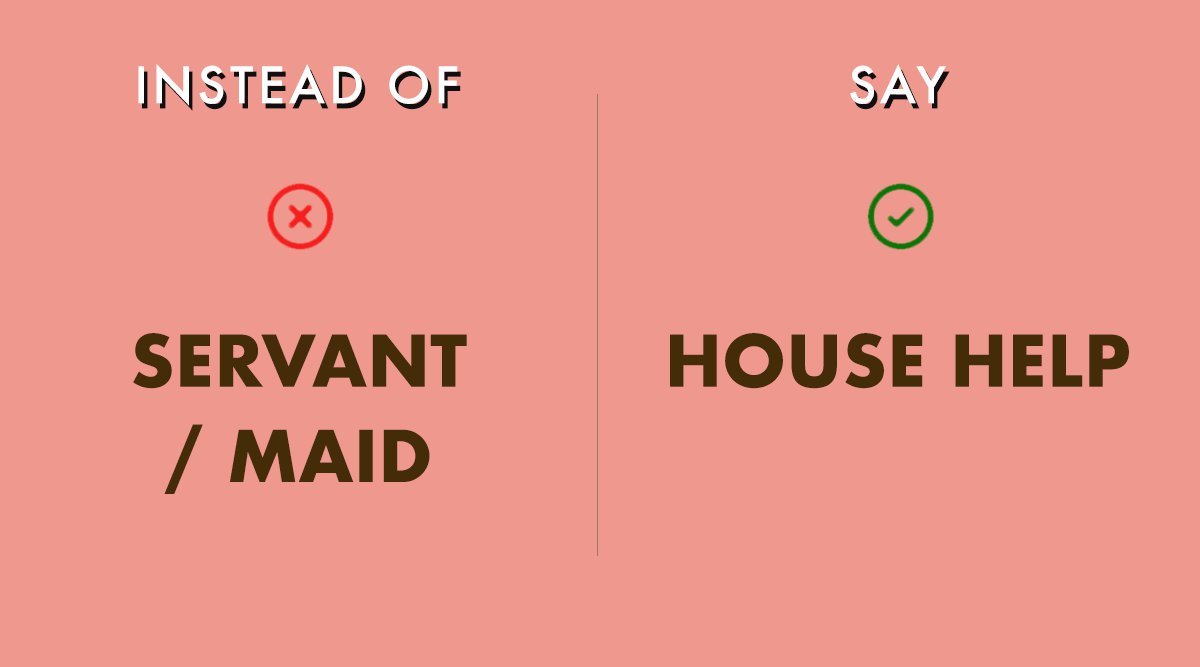 INSTEAD OF
SERVANT
/ MAID
SAY
HOUSE HELP